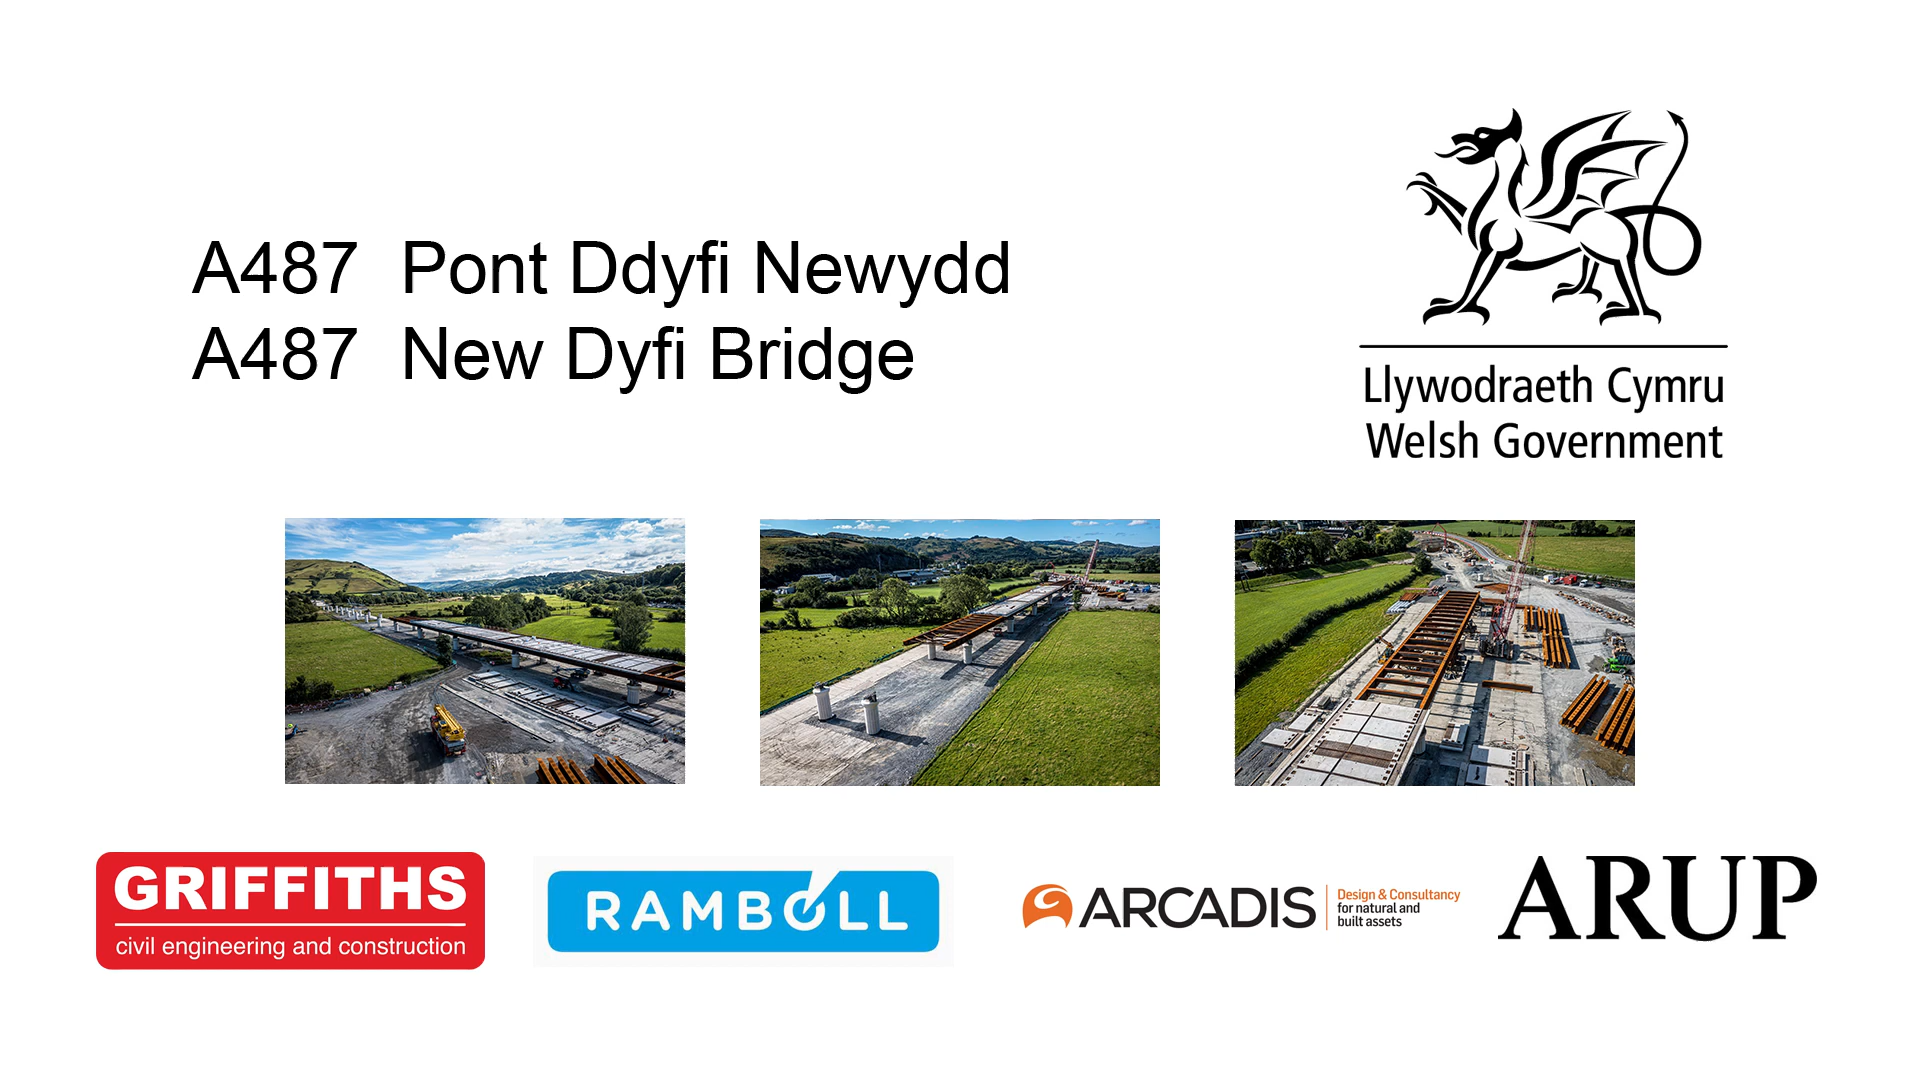 A487 Pont Ddyfi Newydd
A487 New Dyfi Bridge
Llywodraeth Cymru
Welsh Government
GRIFFITHS
civil engineering and construction
RAMBOLL
ARCADIS
Design & Consultancy
for natural and
built assets
ARUP